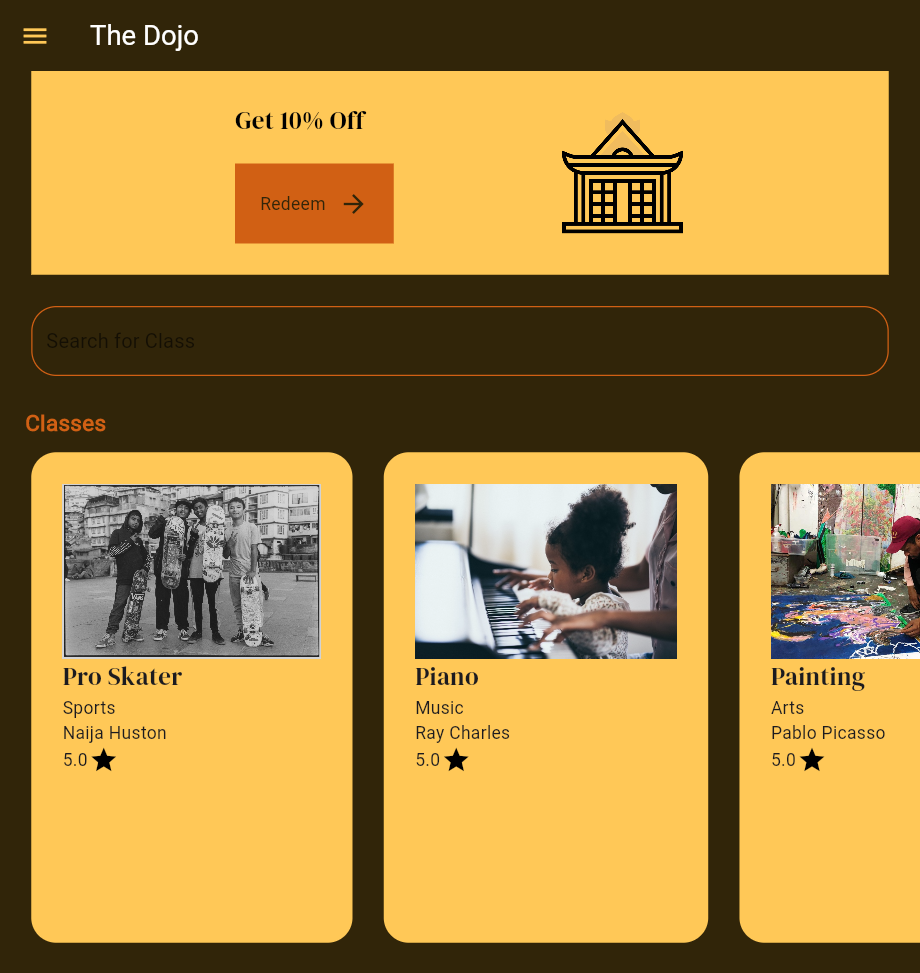 The Dojo
Get 10% Off
Redeem
Search for Class
Classes
Pro Skater
Sports
Naija Huston
5.0
Piano
Music
Ray Charles
5.0
Painting
Arts
Pablo Picasso
5.0